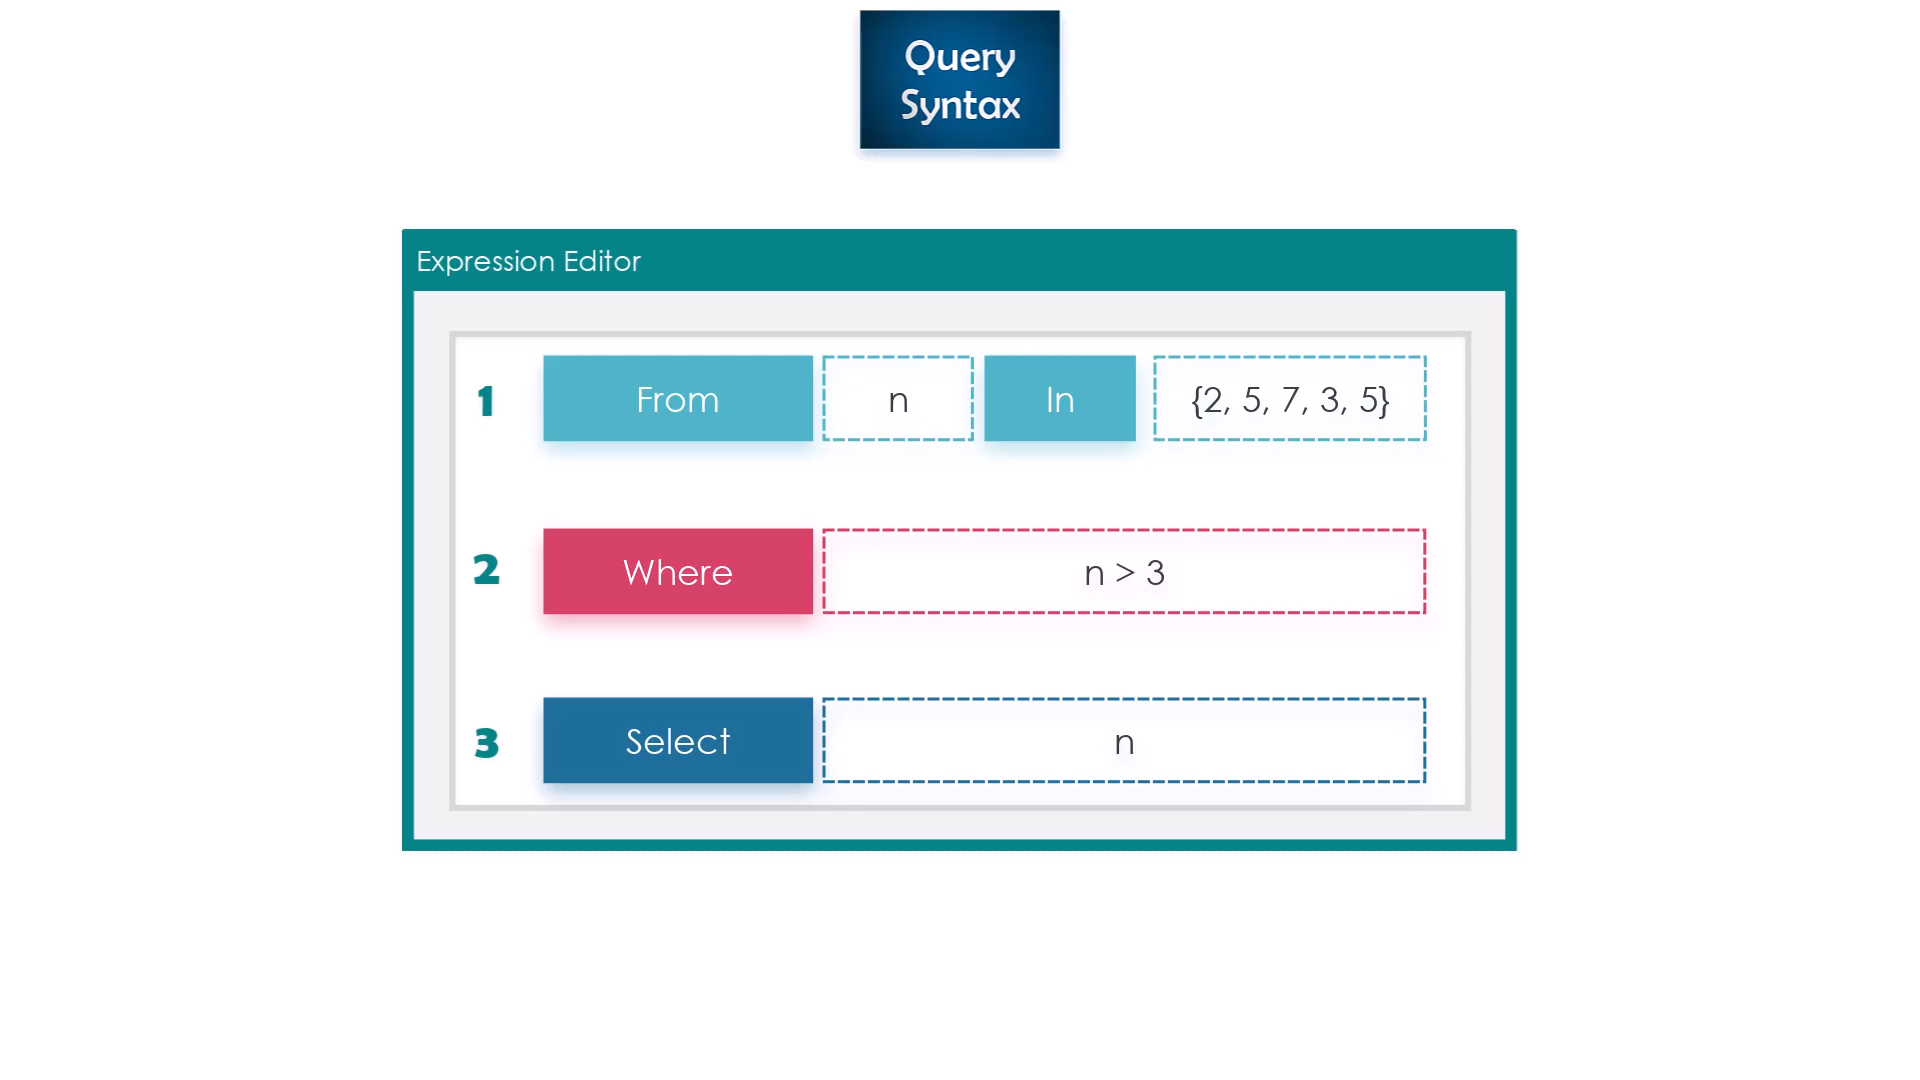 Query
Syntax
Expression Editor
1 From n In {2, 5, 7, 3, 5}
2 Where n > 3
3 Select n